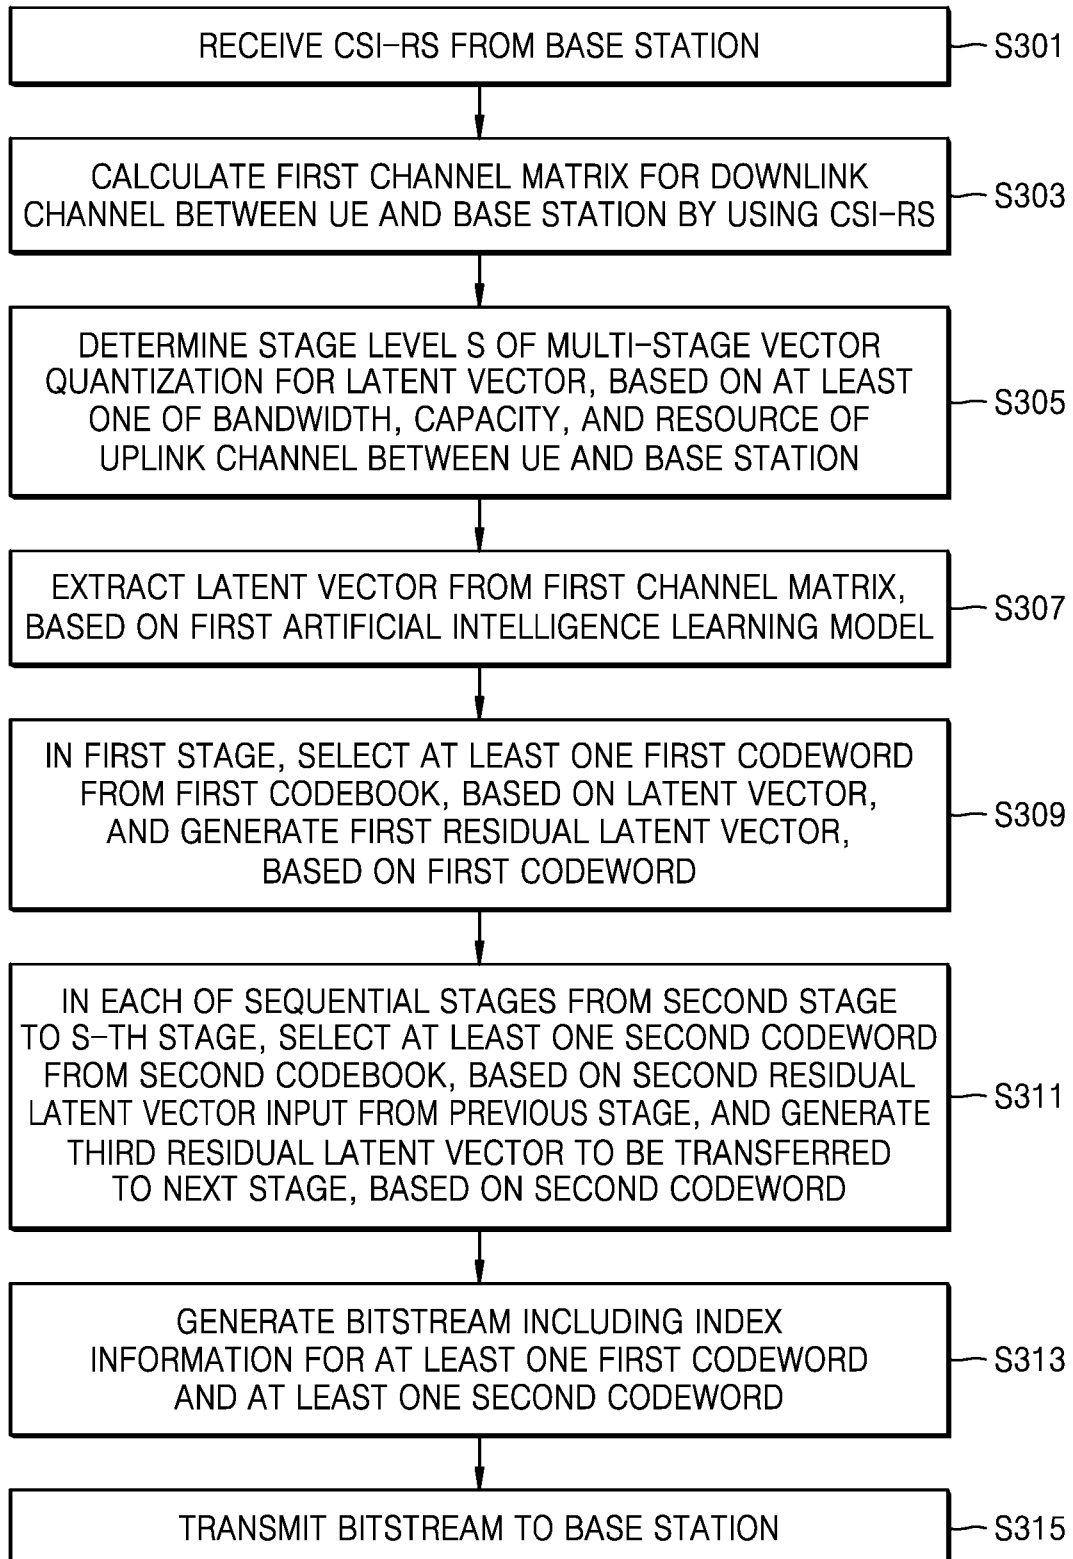 RECEIVE CSI-RS FROM BASE STATION
S301
CALCULATE FIRST CHANNEL MATRIX FOR DOWNLINK
CHANNEL BETWEEN UE AND BASE STATION BY USING CSI-RS
S303
DETERMINE STAGE LEVEL S OF MULTI-STAGE VECTOR
QUANTIZATION FOR LATENT VECTOR, BASED ON AT LEAST
ONE OF BANDWIDTH, CAPACITY, AND RESOURCE OF
UPLINK CHANNEL BETWEEN UE AND BASE STATION
S305
EXTRACT LATENT VECTOR FROM FIRST CHANNEL MATRIX,
BASED ON FIRST ARTIFICIAL INTELLIGENCE LEARNING MODEL
S307
IN FIRST STAGE, SELECT AT LEAST ONE FIRST CODEWORD
FROM FIRST CODEBOOK, BASED ON LATENT VECTOR,
AND GENERATE FIRST RESIDUAL LATENT VECTOR,
BASED ON FIRST CODEWORD
S309
IN EACH OF SEQUENTIAL STAGES FROM SECOND STAGE
TO S-TH STAGE, SELECT AT LEAST ONE SECOND CODEWORD
FROM SECOND CODEBOOK, BASED ON SECOND RESIDUAL
LATENT VECTOR INPUT FROM PREVIOUS STAGE, AND GENERATE
THIRD RESIDUAL LATENT VECTOR TO BE TRANSFERRED
TO NEXT STAGE, BASED ON SECOND CODEWORD
S311
GENERATE BITSTREAM INCLUDING INDEX
INFORMATION FOR AT LEAST ONE FIRST CODEWORD
AND AT LEAST ONE SECOND CODEWORD
S313
TRANSMIT BITSTREAM TO BASE STATION
S315